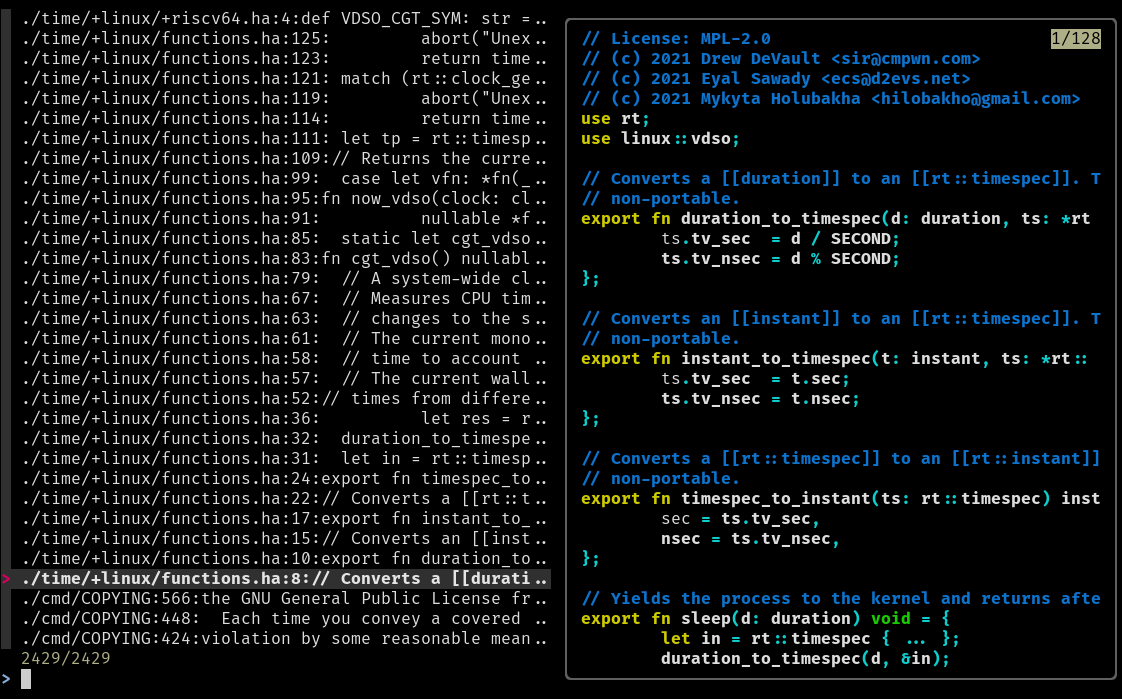 ./time/+linux/+riscv64.ha:4:def VDSO_CGT_SYM: str =..
./time/+linux/functions.ha:125:          abort("Unex..
./time/+linux/functions.ha:123:          return time..
./time/+linux/functions.ha:121: match (rt::clock_ge..
./time/+linux/functions.ha:119:          abort("Unex..
./time/+linux/functions.ha:114:          return time..
./time/+linux/functions.ha:111: let tp = rt::timesp..
./time/+linux/functions.ha:109:// Returns the curre..
./time/+linux/functions.ha:99:  case let vfn: *fn(_..
./time/+linux/functions.ha:95:fn now_vdso(clock: cl..
./time/+linux/functions.ha:91:          nullable *f..
./time/+linux/functions.ha:85:  static let cgt_vdso..
./time/+linux/functions.ha:83:fn cgt_vdso() nullabl..
./time/+linux/functions.ha:79:  // A system-wide cl..
./time/+linux/functions.ha:67:  // Measures CPU tim..
./time/+linux/functions.ha:63:  // changes to the s..
./time/+linux/functions.ha:61:  // The current mono..
./time/+linux/functions.ha:58:  // time to account ..
./time/+linux/functions.ha:57:  // The current wall..
./time/+linux/functions.ha:52:// times from differe..
./time/+linux/functions.ha:36:          let res = r..
./time/+linux/functions.ha:32:  duration_to_timespe..
./time/+linux/functions.ha:31:  let in = rt::timesp..
./time/+linux/functions.ha:24:export fn timespec_to..
./time/+linux/functions.ha:22:// Converts a [[rt::t..
./time/+linux/functions.ha:17:export fn instant_to_..
./time/+linux/functions.ha:15:// Converts an [[inst..
./time/+linux/functions.ha:10:export fn duration_to..
> ./time/+linux/functions.ha:8:// Converts a [[durati..
./cmd/COPYING:566:the GNU General Public License fr..
./cmd/COPYING:448:  Each time you convey a covered ..
./cmd/COPYING:424:violation by some reasonable mean..
2429/2429
>
// License: MPL-2.0 1/128
// (c) 2021 Drew DeVault <sir@cmpwn.com>
// (c) 2021 Eyal Sawady <ecs@d2evs.net>
// (c) 2021 Mykyta Holubakha <hilobakho@gmail.com>
use rt;
use linux::vdso;
// Converts a [[duration]] to an [[rt::timespec]]. T
// non-portable.
export fn duration_to_timespec(d: duration, ts: *rt
        ts.tv_sec  = d / SECOND;
        ts.tv_nsec = d % SECOND;
};
// Converts an [[instant]] to an [[rt::timespec]]. T
// non-portable.
export fn instant_to_timespec(t: instant, ts: *rt::
        ts.tv_sec  = t.sec;
        ts.tv_nsec = t.nsec;
};
// Converts a [[rt::timespec]] to an [[rt::instant]]
// non-portable.
export fn timespec_to_instant(ts: rt::timespec) inst
        sec = ts.tv_sec,
        nsec = ts.tv_nsec,
};
// Yields the process to the kernel and returns afte
export fn sleep(d: duration) void = {
        let in = rt::timespec { ... };
        duration_to_timespec(d, &in);